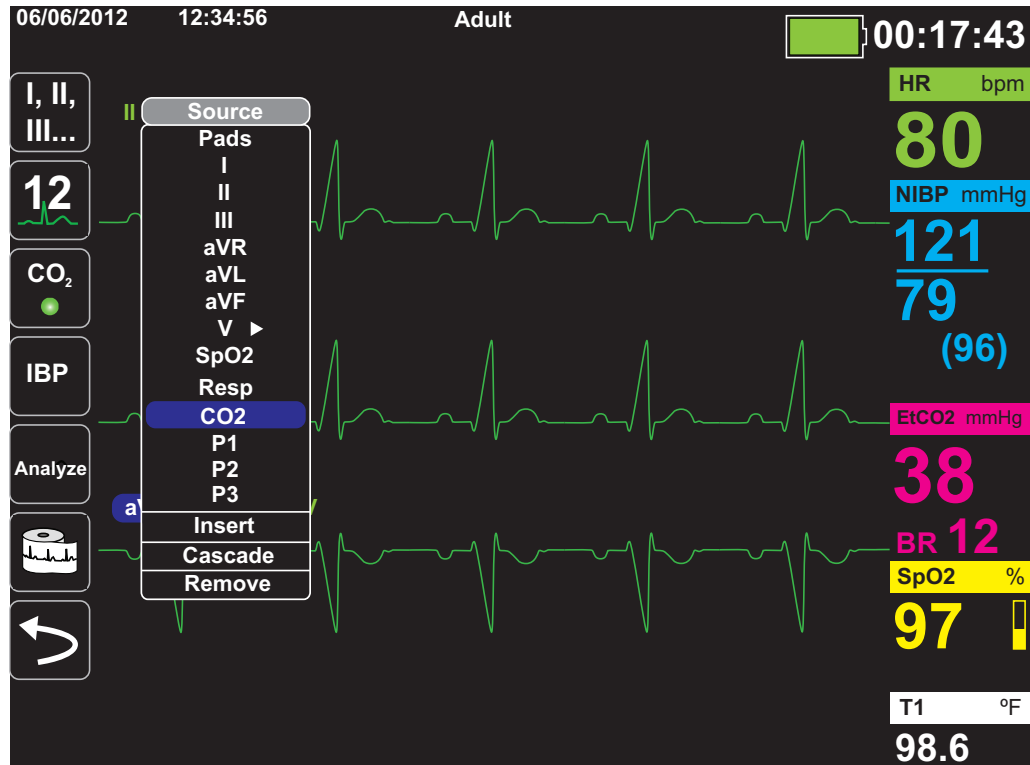 06/06/2012 12:34:56 Adult 00:17:43
I, II,
III...
12
CO₂
IBP
Analyze
II
Source
Pads
I
II
III
aVR
aVL
aVF
V ▶
SpO2
Resp
CO2
P1
P2
P3
Insert
Cascade
Remove
HR bpm
80
NIBP mmHg
121
79
(96)
EtCO2 mmHg
38
BR 12
SpO2 %
97
T1 ºF
98.6